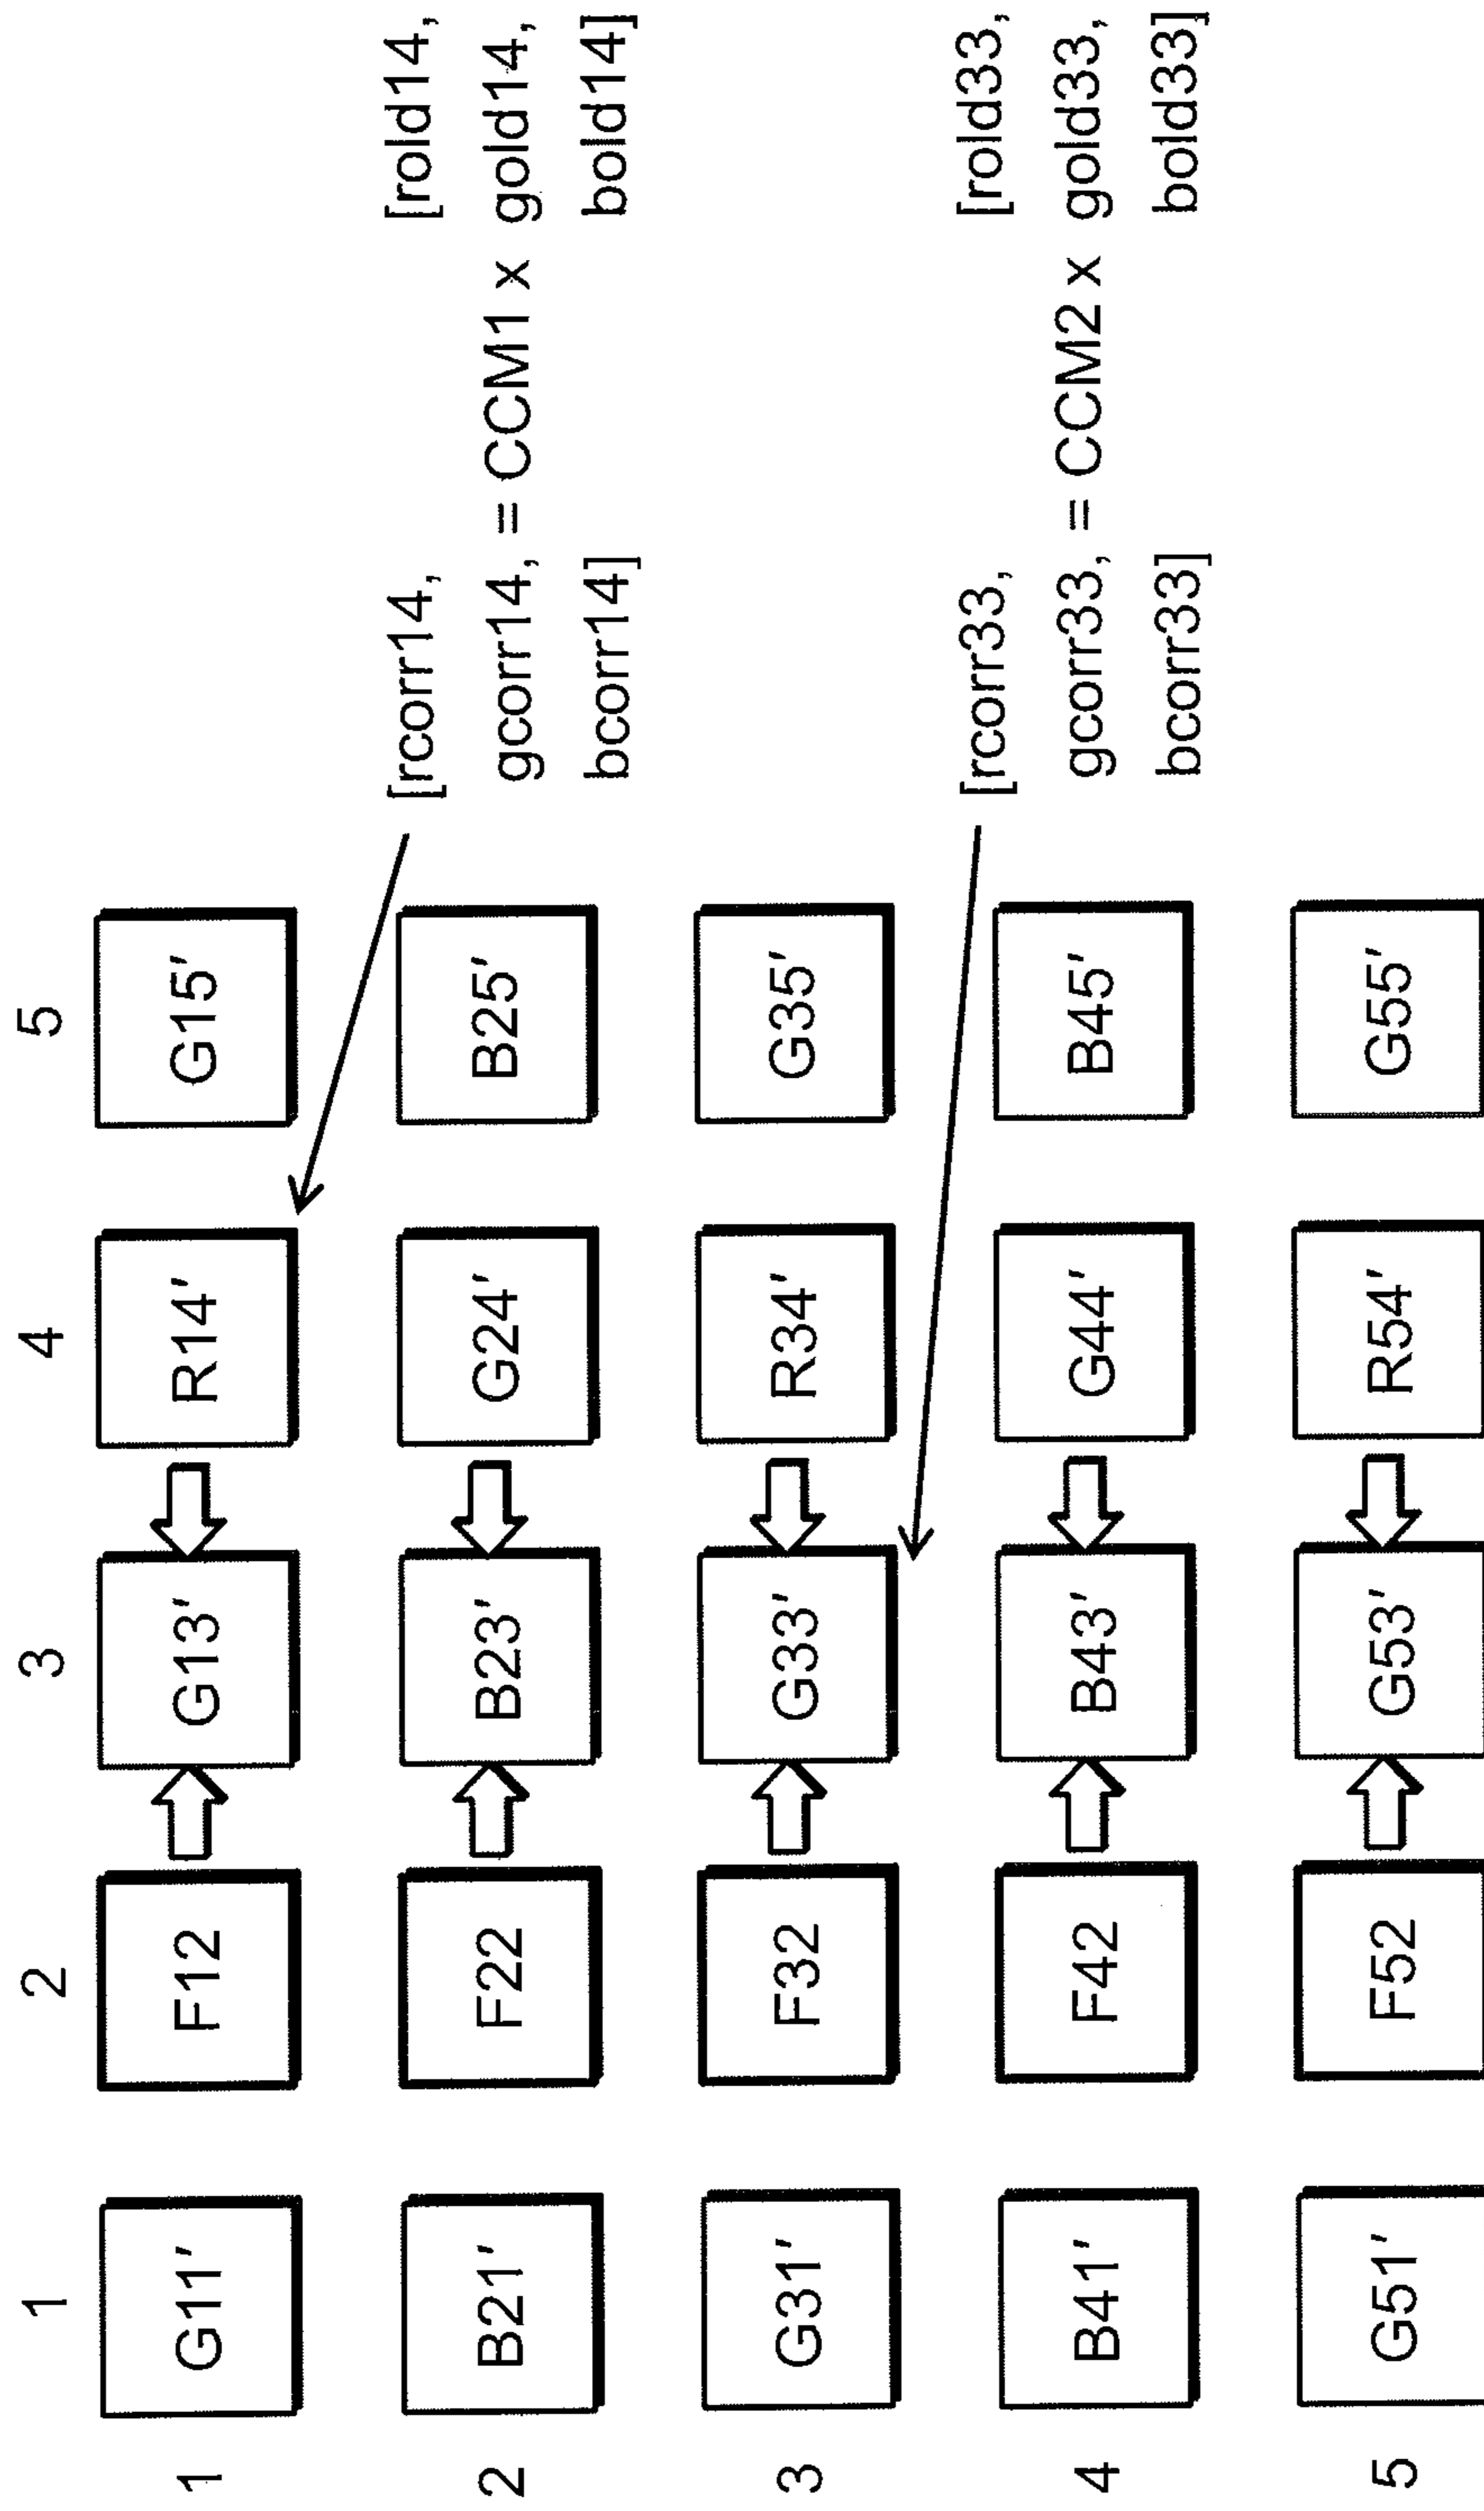 1 2 3 4 5
1 G11′ F12 G13′ R14′ G15′
2 B21′ F22 B23′ G24′ B25′
3 G31′ F32 G33′ R34′ G35′
4 B41′ F42 B43′ G44′ B45′
5 G51′ F52 G53′ R54′ G55′
[rcorr14, [rold14,
gcorr14, = CCM1 x gold14,
bcorr14] bold14]
[rcorr33, [rold33,
gcorr33, = CCM2 x gold33,
bcorr33] bold33]